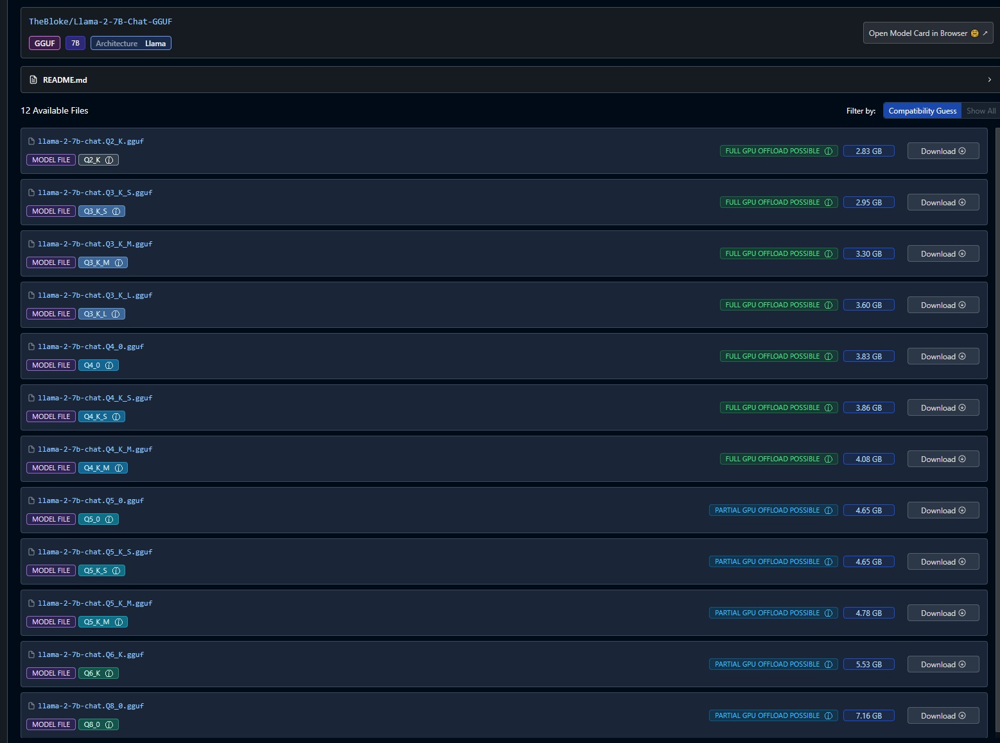 TheBloke/Llama-2-7B-Chat-GGUF
GGUF 7B Architecture Llama
Open Model Card in Browser 🤗 ↗
README.md
12 Available Files
Filter by: Compatibility Guess Show All
llama-2-7b-chat.Q2_K.gguf
MODEL FILE Q2_K
FULL GPU OFFLOAD POSSIBLE 2.83 GB Download
llama-2-7b-chat.Q3_K_S.gguf
MODEL FILE Q3_K_S
FULL GPU OFFLOAD POSSIBLE 2.95 GB Download
llama-2-7b-chat.Q3_K_M.gguf
MODEL FILE Q3_K_M
FULL GPU OFFLOAD POSSIBLE 3.30 GB Download
llama-2-7b-chat.Q3_K_L.gguf
MODEL FILE Q3_K_L
FULL GPU OFFLOAD POSSIBLE 3.60 GB Download
llama-2-7b-chat.Q4_0.gguf
MODEL FILE Q4_0
FULL GPU OFFLOAD POSSIBLE 3.83 GB Download
llama-2-7b-chat.Q4_K_S.gguf
MODEL FILE Q4_K_S
FULL GPU OFFLOAD POSSIBLE 3.86 GB Download
llama-2-7b-chat.Q4_K_M.gguf
MODEL FILE Q4_K_M
FULL GPU OFFLOAD POSSIBLE 4.08 GB Download
llama-2-7b-chat.Q5_0.gguf
MODEL FILE Q5_0
PARTIAL GPU OFFLOAD POSSIBLE 4.65 GB Download
llama-2-7b-chat.Q5_K_S.gguf
MODEL FILE Q5_K_S
PARTIAL GPU OFFLOAD POSSIBLE 4.65 GB Download
llama-2-7b-chat.Q5_K_M.gguf
MODEL FILE Q5_K_M
PARTIAL GPU OFFLOAD POSSIBLE 4.78 GB Download
llama-2-7b-chat.Q6_K.gguf
MODEL FILE Q6_K
PARTIAL GPU OFFLOAD POSSIBLE 5.53 GB Download
llama-2-7b-chat.Q8_0.gguf
MODEL FILE Q8_0
PARTIAL GPU OFFLOAD POSSIBLE 7.16 GB Download